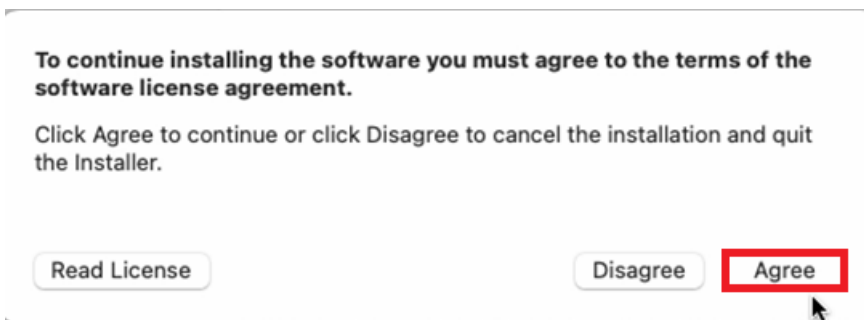 To continue installing the software you must agree to the terms of the
software license agreement.
Click Agree to continue or click Disagree to cancel the installation and quit
the Installer.
Read License
Disagree
Agree